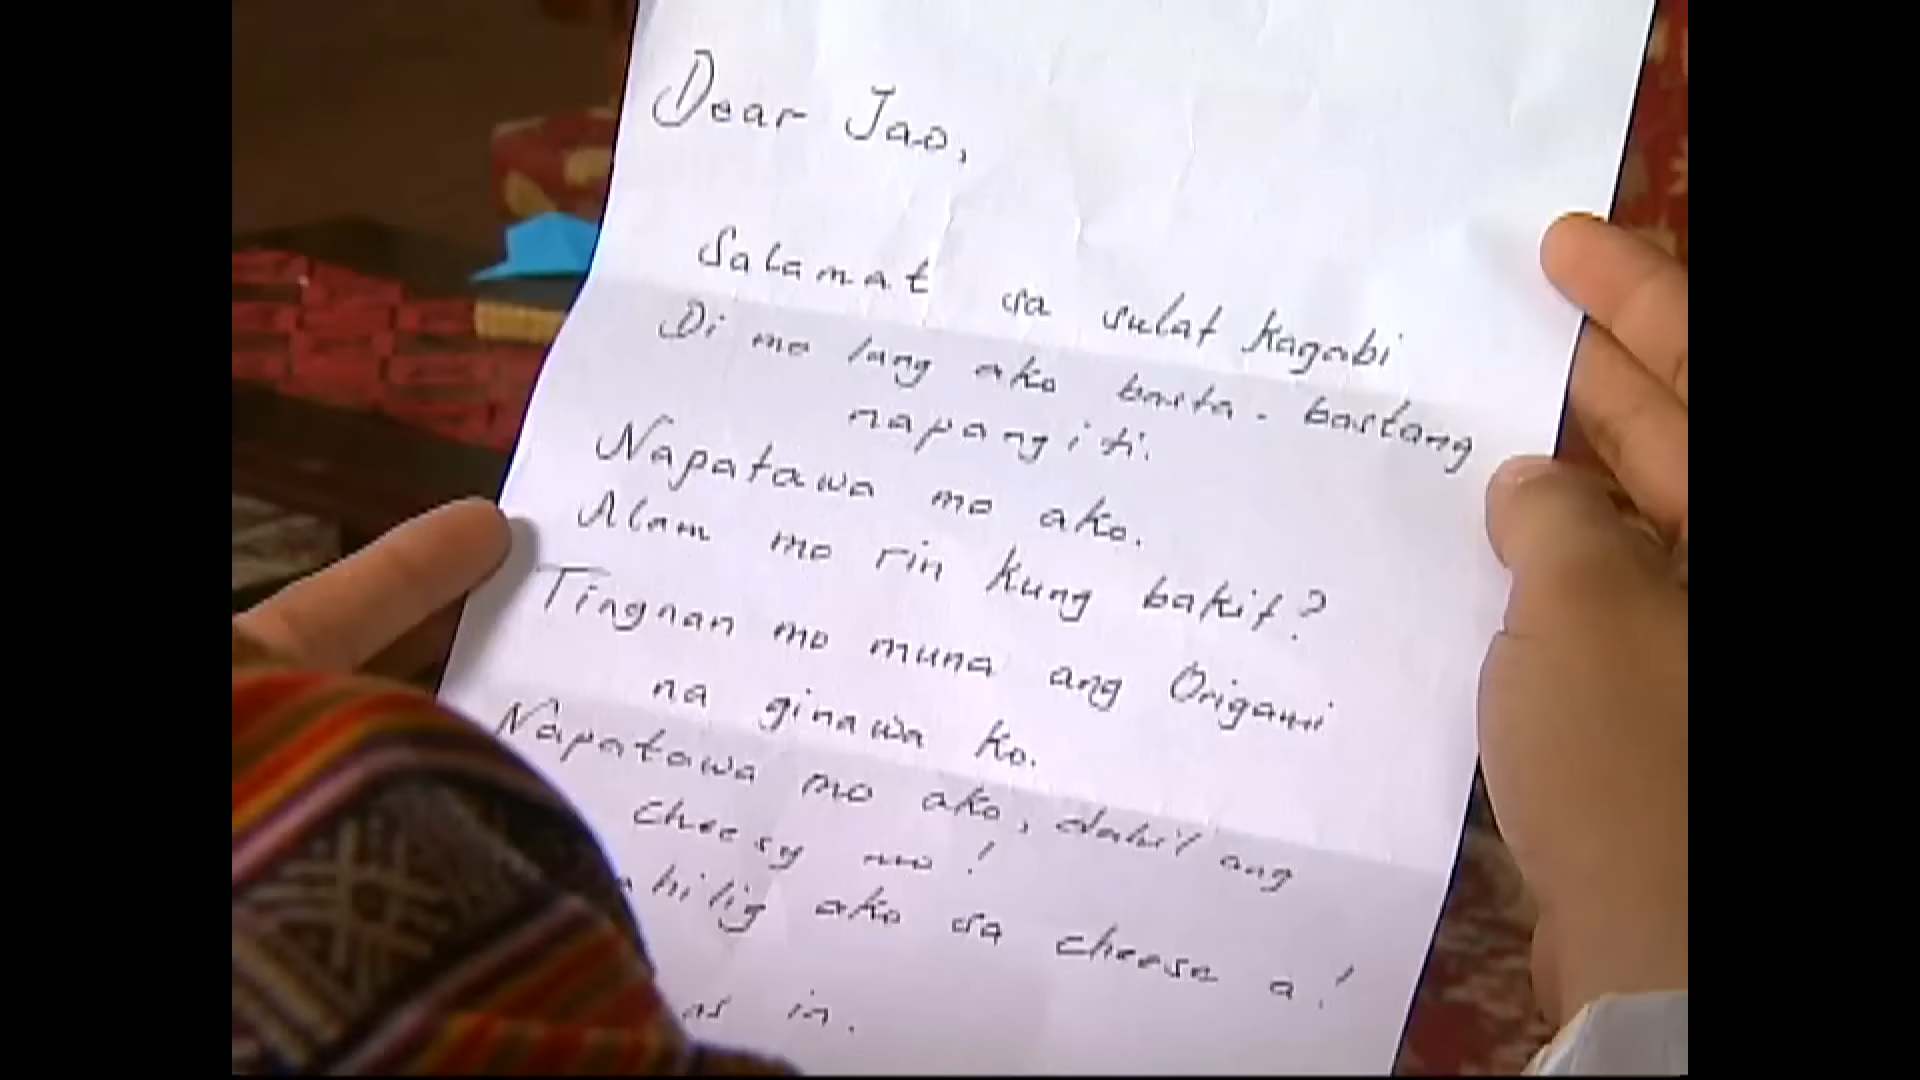 Dear Jao,
Salamat sa sulat kagabi
Di mo lang ako basta-bastang
napangiti.
Napatawa mo ako.
Alam mo rin kung bakit?
Tingnan mo muna ang Origami
na ginawa ko.
Napatawa mo ako, dahil ang
cheesy mo!
ako sa cheese a!
as in.